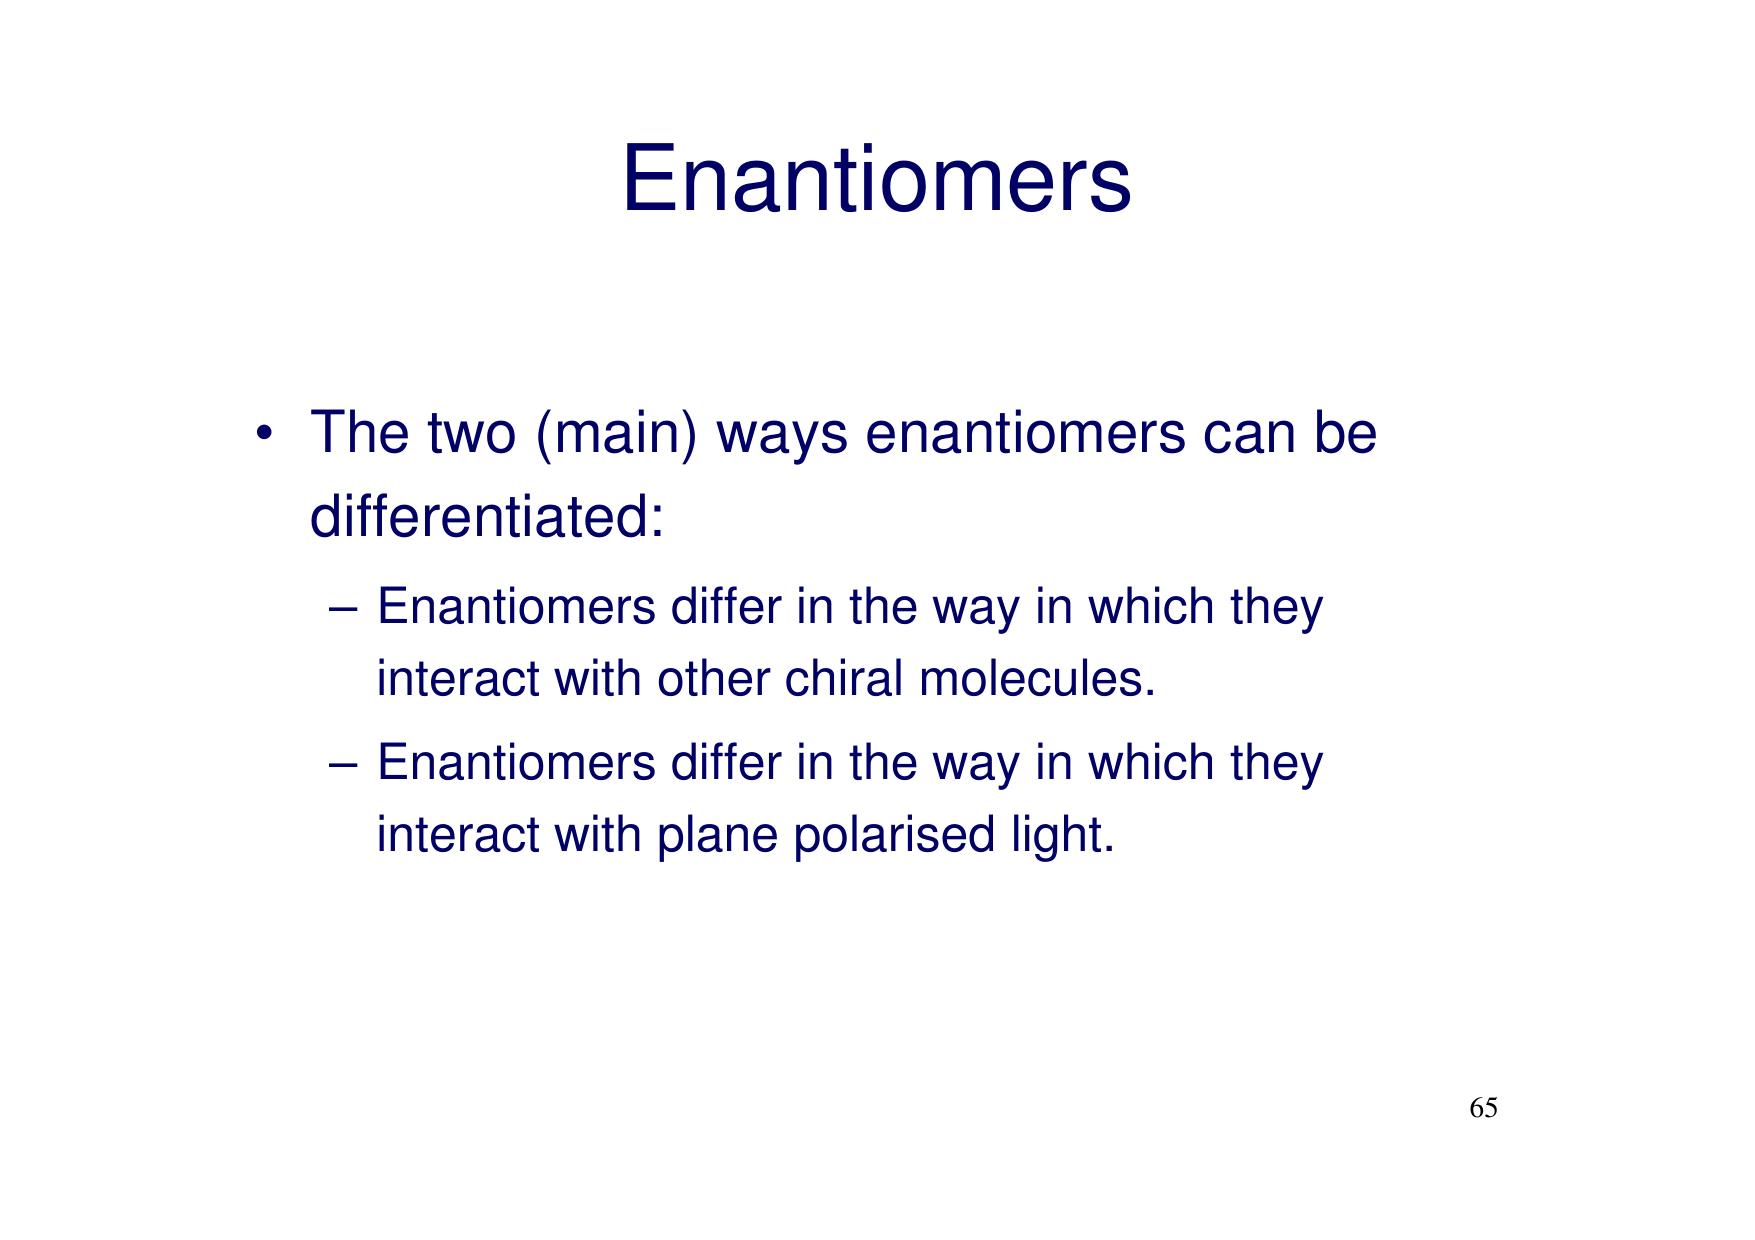 Enantiomers
• The two (main) ways enantiomers can be
differentiated:
– Enantiomers differ in the way in which they
interact with other chiral molecules.
– Enantiomers differ in the way in which they
interact with plane polarised light.
65